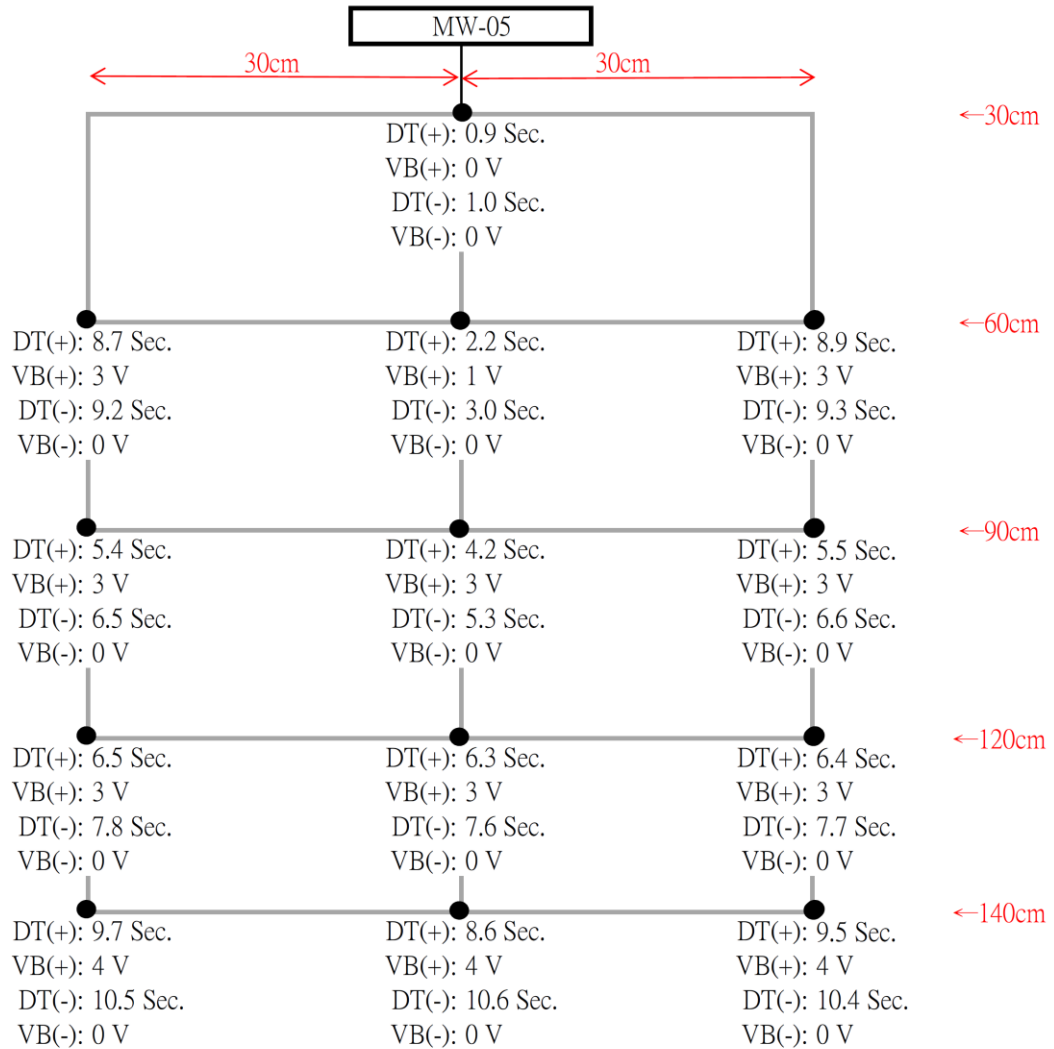 MW-05
30cm 30cm
←30cm
DT(+): 0.9 Sec.
VB(+): 0 V
DT(-): 1.0 Sec.
VB(-): 0 V
←60cm
DT(+): 8.7 Sec. DT(+): 2.2 Sec. DT(+): 8.9 Sec.
VB(+): 3 V VB(+): 1 V VB(+): 3 V
DT(-): 9.2 Sec. DT(-): 3.0 Sec. DT(-): 9.3 Sec.
VB(-): 0 V VB(-): 0 V VB(-): 0 V
←90cm
DT(+): 5.4 Sec. DT(+): 4.2 Sec. DT(+): 5.5 Sec.
VB(+): 3 V VB(+): 3 V VB(+): 3 V
DT(-): 6.5 Sec. DT(-): 5.3 Sec. DT(-): 6.6 Sec.
VB(-): 0 V VB(-): 0 V VB(-): 0 V
←120cm
DT(+): 6.5 Sec. DT(+): 6.3 Sec. DT(+): 6.4 Sec.
VB(+): 3 V VB(+): 3 V VB(+): 3 V
DT(-): 7.8 Sec. DT(-): 7.6 Sec. DT(-): 7.7 Sec.
VB(-): 0 V VB(-): 0 V VB(-): 0 V
←140cm
DT(+): 9.7 Sec. DT(+): 8.6 Sec. DT(+): 9.5 Sec.
VB(+): 4 V VB(+): 4 V VB(+): 4 V
DT(-): 10.5 Sec. DT(-): 10.6 Sec. DT(-): 10.4 Sec.
VB(-): 0 V VB(-): 0 V VB(-): 0 V